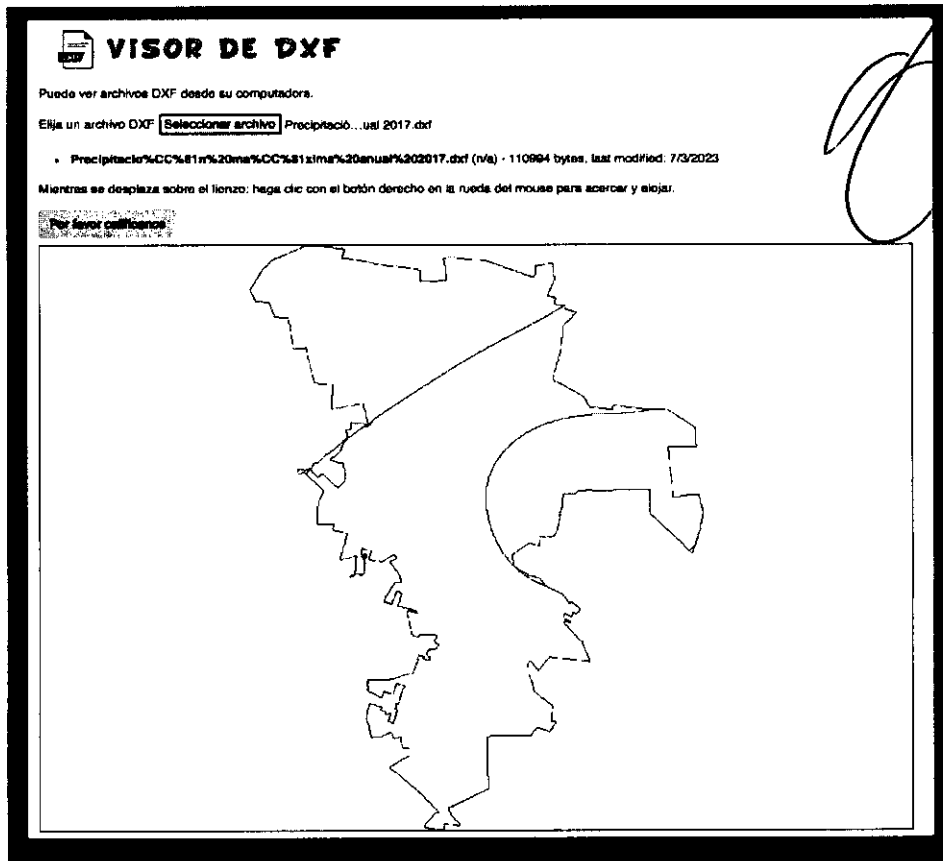 VISOR DE DXF
Puede ver archivos DXF desde su computadora.
Elija un archivo DXF Seleccionar archivo Precipitació...ual 2017.dxf
• Precipitacio%CC%81n%20ma%CC%81xima%20anual%202017.dxf (n/a) - 110994 bytes, last modified: 7/3/2023
Mientras se desplaza sobre el lienzo: haga clic con el botón derecho en la rueda del mouse para acercar y alejar.
Por favor califícanos